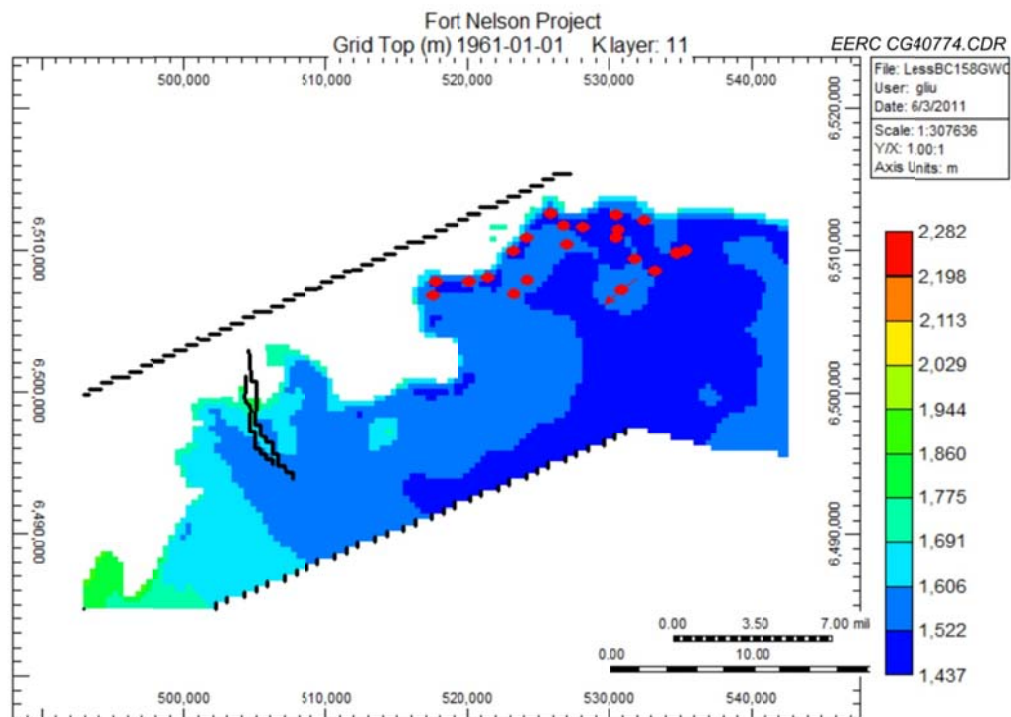 Fort Nelson Project
Grid Top (m) 1961-01-01 K layer: 11
EERC CG40774.CDR
File: LessBC158GWC
User: gliu
Date: 6/3/2011
Scale: 1:307636
Y/X: 1.00:1
Axis Units: m
500,000 510,000 520,000 530,000 540,000
6,520,000
6,510,000 6,510,000
6,500,000 6,500,000
6,490,000 6,490,000
2,282
2,198
2,113
2,029
1,944
1,860
1,775
1,691
1,606
1,522
1,437
0.00 3.50 7.00 mil
0.00 10.00
500,000 510,000 520,000 530,000 540,000